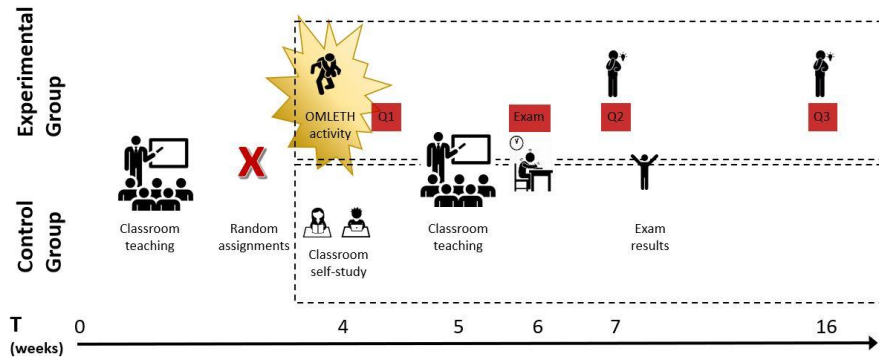 Experimental
Group
OMLETH
activity
Q1
Exam
Q2
Q3
X
Classroom
teaching
Random
assignments
Classroom
self-study
Classroom
teaching
Exam
results
Control
Group
T
(weeks)
0
4
5
6
7
16